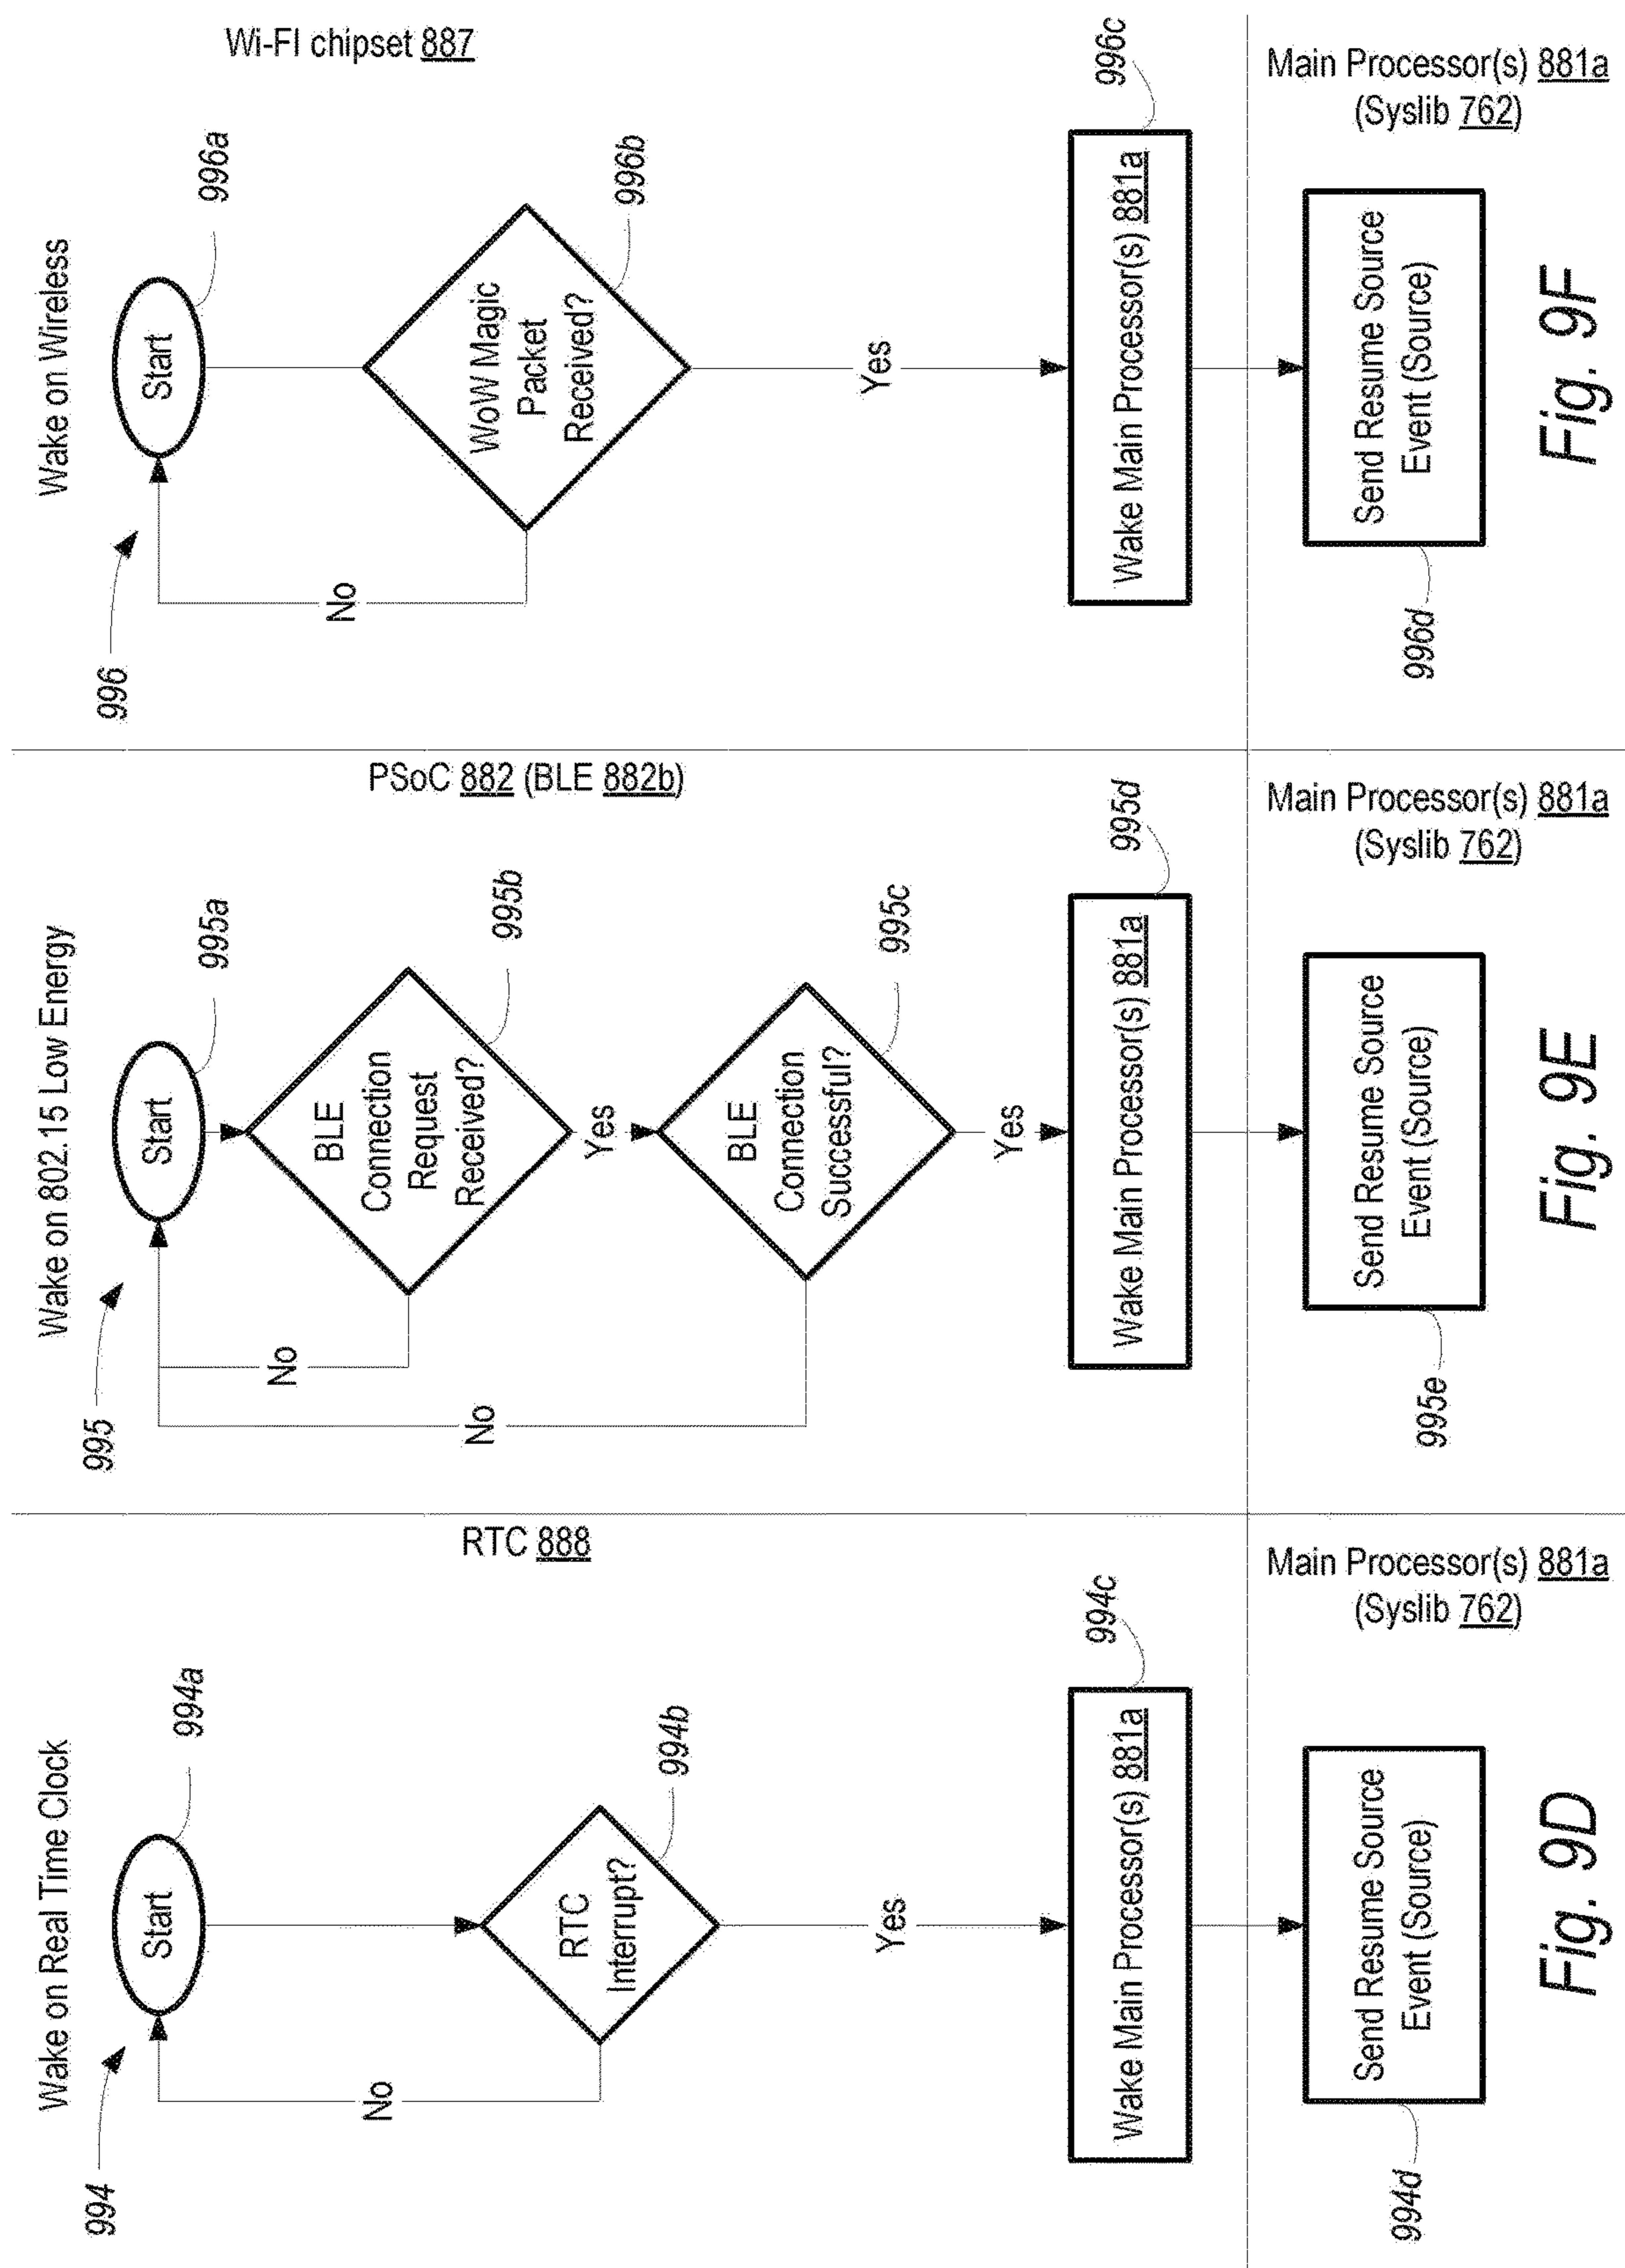 Wake on Real Time Clock
994
Start
994a
RTC 888
No
RTC
Interrupt?
994b
Yes
Wake Main Processor(s) 881a
994c
Main Processor(s) 881a
(Syslib 762)
Send Resume Source
Event (Source)
994d
Fig. 9D
Wake on 802.15 Low Energy
995
Start
995a
PSoC 882 (BLE 882b)
No
BLE
Connection
Request
Received?
995b
Yes
No
BLE
Connection
Successful?
995c
Yes
Wake Main Processor(s) 881a
995d
Main Processor(s) 881a
(Syslib 762)
Send Resume Source
Event (Source)
995e
Fig. 9E
Wake on Wireless
996
Start
996a
Wi-FI chipset 887
No
WoW Magic
Packet
Received?
996b
Yes
Wake Main Processor(s) 881a
996c
Main Processor(s) 881a
(Syslib 762)
Send Resume Source
Event (Source)
996d
Fig. 9F